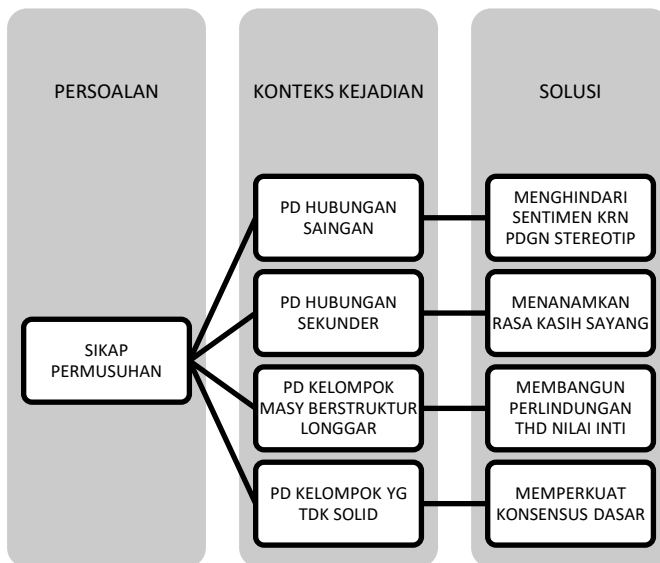 PERSOALAN
KONTEKS KEJADIAN
SOLUSI
SIKAP
PERMUSUHAN
PD HUBUNGAN
SAINGAN
MENGHINDARI
SENTIMEN KRN
PDGN STEREOTIP
PD HUBUNGAN
SEKUNDER
MENANAMKAN
RASA KASIH SAYANG
PD KELOMPOK
MASY BERSTRUKTUR
LONGGAR
MEMBANGUN
PERLINDUNGAN
THD NILAI INTI
PD KELOMPOK YG
TDK SOLID
MEMPERKUAT
KONSENSUS DASAR